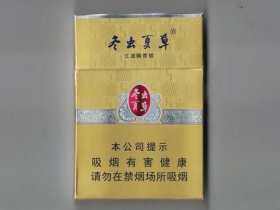 冬虫夏草®
过滤嘴香烟
冬虫
夏草
本公司提示
吸烟有害健康
请勿在禁烟场所吸烟